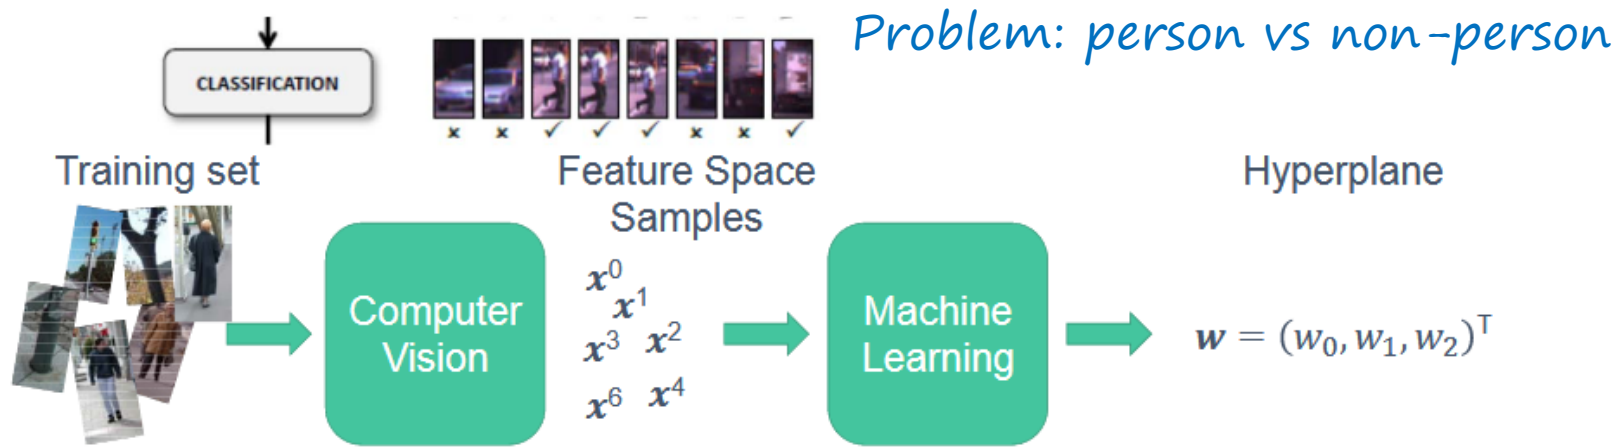 Problem: person vs non-person
CLASSIFICATION
× × ✓ ✓ ✓ × × ✓
Training set
Feature Space
Samples
Hyperplane
Computer
Vision
x⁰
x¹
x³ x²
x⁶ x⁴
Machine
Learning
w = (w₀, w₁, w₂)ᵀ